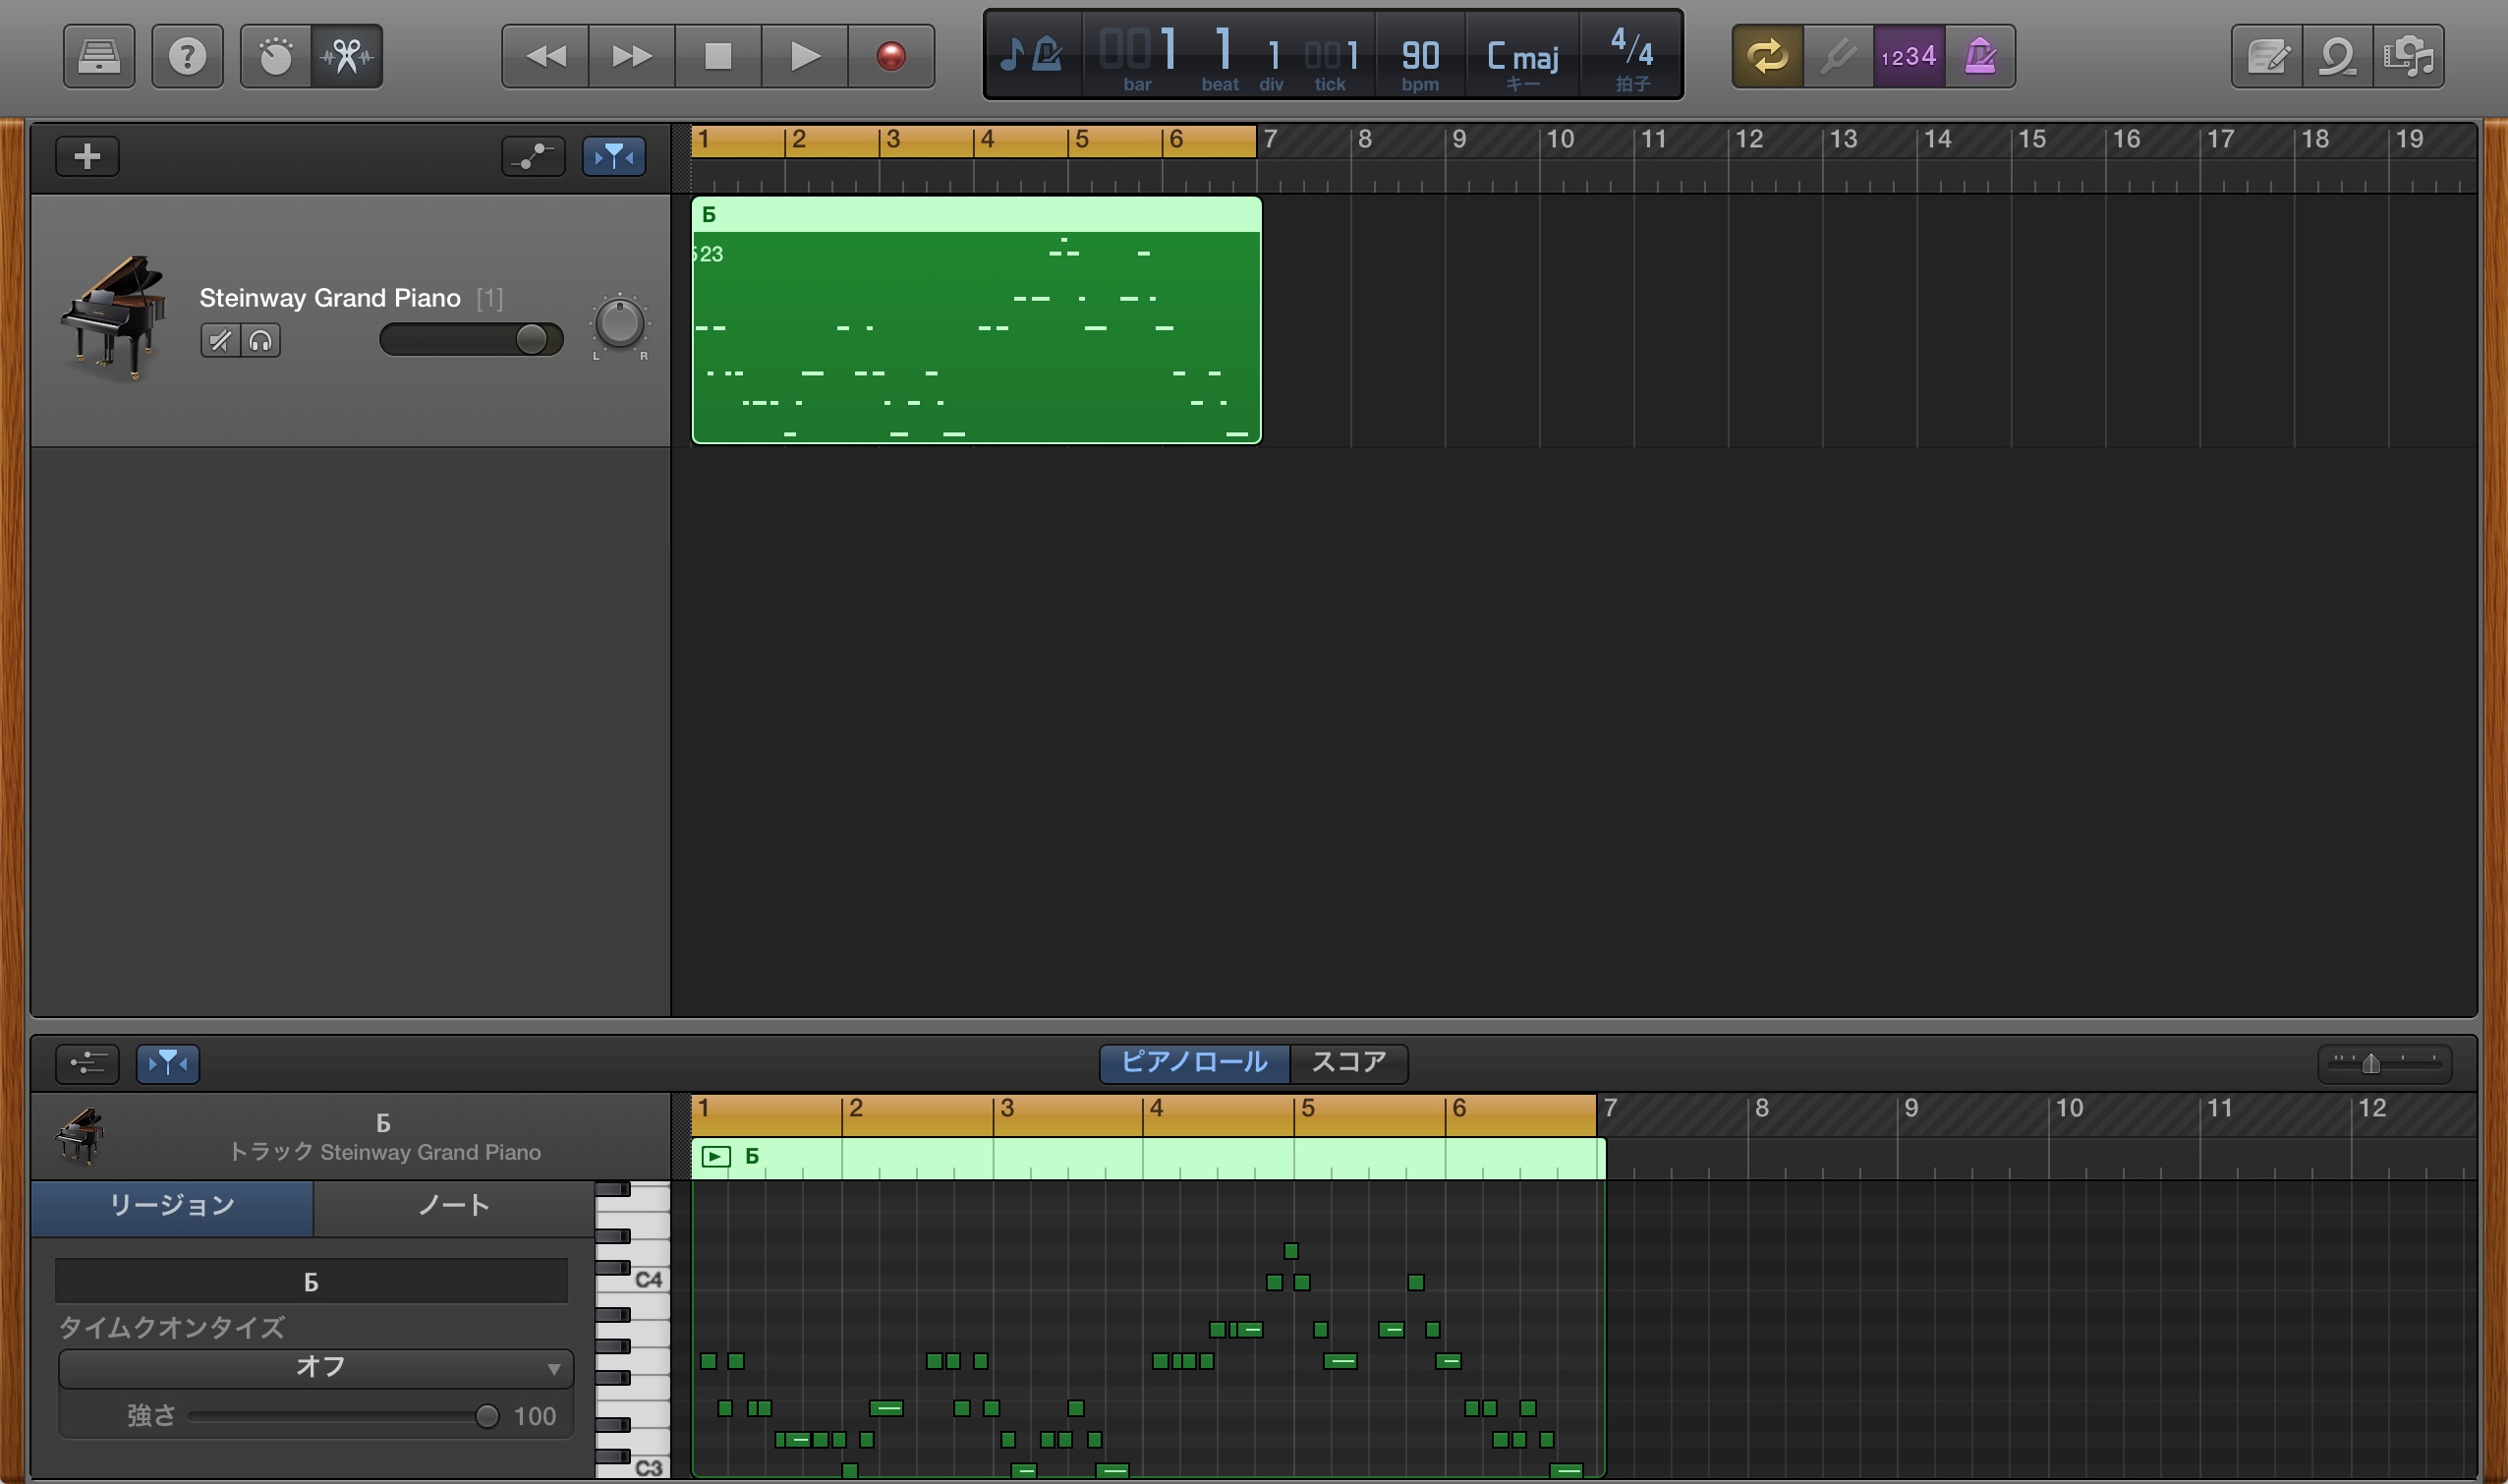 001 1 1 001 90 C maj 4/4
bar beat div tick bpm キー 拍子
1234
1 2 3 4 5 6 7 8 9 10 11 12 13 14 15 16 17 18 19
Б
23
Steinway Grand Piano [1]
L R
ピアノロール スコア
1 2 3 4 5 6 7 8 9 10 11 12
Б
トラック Steinway Grand Piano
Б
リージョン ノート
Б
タイムクオンタイズ
オフ
強さ 100
C4
C3